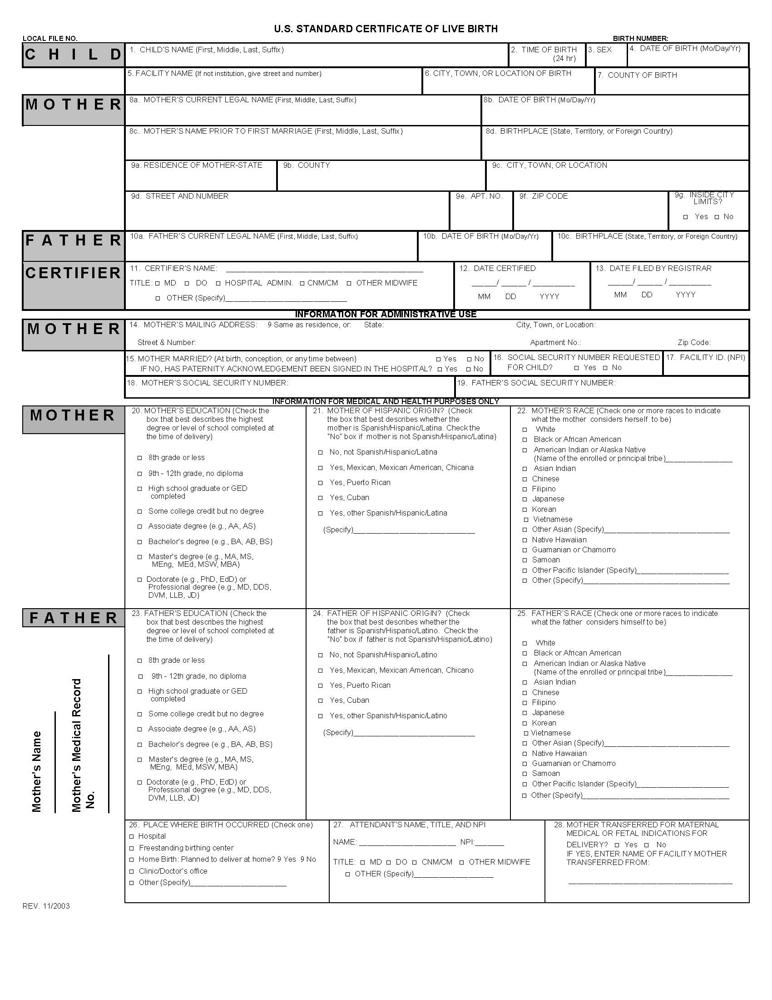 U.S. STANDARD CERTIFICATE OF LIVE BIRTH
LOCAL FILE NO. BIRTH NUMBER:
C H I L D
1. CHILD'S NAME (First, Middle, Last, Suffix)
2. TIME OF BIRTH
(24 hr)
3. SEX
4. DATE OF BIRTH (Mo/Day/Yr)
5. FACILITY NAME (If not institution, give street and number)
6. CITY, TOWN, OR LOCATION OF BIRTH
7. COUNTY OF BIRTH
M O T H E R
8a. MOTHER'S CURRENT LEGAL NAME (First, Middle, Last, Suffix)
8b. DATE OF BIRTH (Mo/Day/Yr)
8c. MOTHER'S NAME PRIOR TO FIRST MARRIAGE (First, Middle, Last, Suffix)
8d. BIRTHPLACE (State, Territory, or Foreign Country)
9a. RESIDENCE OF MOTHER-STATE
9b. COUNTY
9c. CITY, TOWN, OR LOCATION
9d. STREET AND NUMBER
9e. APT. NO.
9f. ZIP CODE
9g. INSIDE CITY
LIMITS?
□ Yes □ No
F A T H E R
10a. FATHER'S CURRENT LEGAL NAME (First, Middle, Last, Suffix)
10b. DATE OF BIRTH (Mo/Day/Yr)
10c. BIRTHPLACE (State, Territory, or Foreign Country)
CERTIFIER
11. CERTIFIER'S NAME: _______________________________________________
TITLE: □ MD □ DO □ HOSPITAL ADMIN. □ CNM/CM □ OTHER MIDWIFE
□ OTHER (Specify)_____________________________
12. DATE CERTIFIED
______/ ______ / __________
MM DD YYYY
13. DATE FILED BY REGISTRAR
______/ ______ / __________
MM DD YYYY
INFORMATION FOR ADMINISTRATIVE USE
M O T H E R
14. MOTHER'S MAILING ADDRESS: 9 Same as residence, or: State: City, Town, or Location:
Street & Number: Apartment No.: Zip Code:
15. MOTHER MARRIED? (At birth, conception, or any time between) □ Yes □ No
IF NO, HAS PATERNITY ACKNOWLEDGEMENT BEEN SIGNED IN THE HOSPITAL? □ Yes □ No
16. SOCIAL SECURITY NUMBER REQUESTED
FOR CHILD? □ Yes □ No
17. FACILITY ID. (NPI)
18. MOTHER'S SOCIAL SECURITY NUMBER:
19. FATHER'S SOCIAL SECURITY NUMBER:
INFORMATION FOR MEDICAL AND HEALTH PURPOSES ONLY
M O T H E R
20. MOTHER'S EDUCATION (Check the
box that best describes the highest
degree or level of school completed at
the time of delivery)
□ 8th grade or less
□ 9th - 12th grade, no diploma
□ High school graduate or GED
completed
□ Some college credit but no degree
□ Associate degree (e.g., AA, AS)
□ Bachelor's degree (e.g., BA, AB, BS)
□ Master's degree (e.g., MA, MS,
MEng, MEd, MSW, MBA)
□ Doctorate (e.g., PhD, EdD) or
Professional degree (e.g., MD, DDS,
DVM, LLB, JD)
21. MOTHER OF HISPANIC ORIGIN? (Check
the box that best describes whether the
mother is Spanish/Hispanic/Latina. Check the
"No" box if mother is not Spanish/Hispanic/Latina)
□ No, not Spanish/Hispanic/Latina
□ Yes, Mexican, Mexican American, Chicana
□ Yes, Puerto Rican
□ Yes, Cuban
□ Yes, other Spanish/Hispanic/Latina
(Specify)_____________________________
22. MOTHER'S RACE (Check one or more races to indicate
what the mother considers herself to be)
□ White
□ Black or African American
□ American Indian or Alaska Native
(Name of the enrolled or principal tribe)________________
□ Asian Indian
□ Chinese
□ Filipino
□ Japanese
□ Korean
□ Vietnamese
□ Other Asian (Specify)______________________________
□ Native Hawaiian
□ Guamanian or Chamorro
□ Samoan
□ Other Pacific Islander (Specify)______________________
□ Other (Specify)___________________________________
F A T H E R
23. FATHER'S EDUCATION (Check the
box that best describes the highest
degree or level of school completed at
the time of delivery)
□ 8th grade or less
□ 9th - 12th grade, no diploma
□ High school graduate or GED
completed
□ Some college credit but no degree
□ Associate degree (e.g., AA, AS)
□ Bachelor's degree (e.g., BA, AB, BS)
□ Master's degree (e.g., MA, MS,
MEng, MEd, MSW, MBA)
□ Doctorate (e.g., PhD, EdD) or
Professional degree (e.g., MD, DDS,
DVM, LLB, JD)
24. FATHER OF HISPANIC ORIGIN? (Check
the box that best describes whether the
father is Spanish/Hispanic/Latino. Check the
"No" box if father is not Spanish/Hispanic/Latino)
□ No, not Spanish/Hispanic/Latino
□ Yes, Mexican, Mexican American, Chicano
□ Yes, Puerto Rican
□ Yes, Cuban
□ Yes, other Spanish/Hispanic/Latino
(Specify)_____________________________
25. FATHER'S RACE (Check one or more races to indicate
what the father considers himself to be)
□ White
□ Black or African American
□ American Indian or Alaska Native
(Name of the enrolled or principal tribe)________________
□ Asian Indian
□ Chinese
□ Filipino
□ Japanese
□ Korean
□ Vietnamese
□ Other Asian (Specify)______________________________
□ Native Hawaiian
□ Guamanian or Chamorro
□ Samoan
□ Other Pacific Islander (Specify)______________________
□ Other (Specify)___________________________________
Mother's Name
Mother's Medical Record
No.
26. PLACE WHERE BIRTH OCCURRED (Check one)
□ Hospital
□ Freestanding birthing center
□ Home Birth: Planned to deliver at home? 9 Yes 9 No
□ Clinic/Doctor's office
□ Other (Specify)_______________________
27. ATTENDANT'S NAME, TITLE, AND NPI
NAME: _______________________ NPI:_______
TITLE: □ MD □ DO □ CNM/CM □ OTHER MIDWIFE
□ OTHER (Specify)___________________
28. MOTHER TRANSFERRED FOR MATERNAL
MEDICAL OR FETAL INDICATIONS FOR
DELIVERY? □ Yes □ No
IF YES, ENTER NAME OF FACILITY MOTHER
TRANSFERRED FROM:
_______________________________________
REV. 11/2003